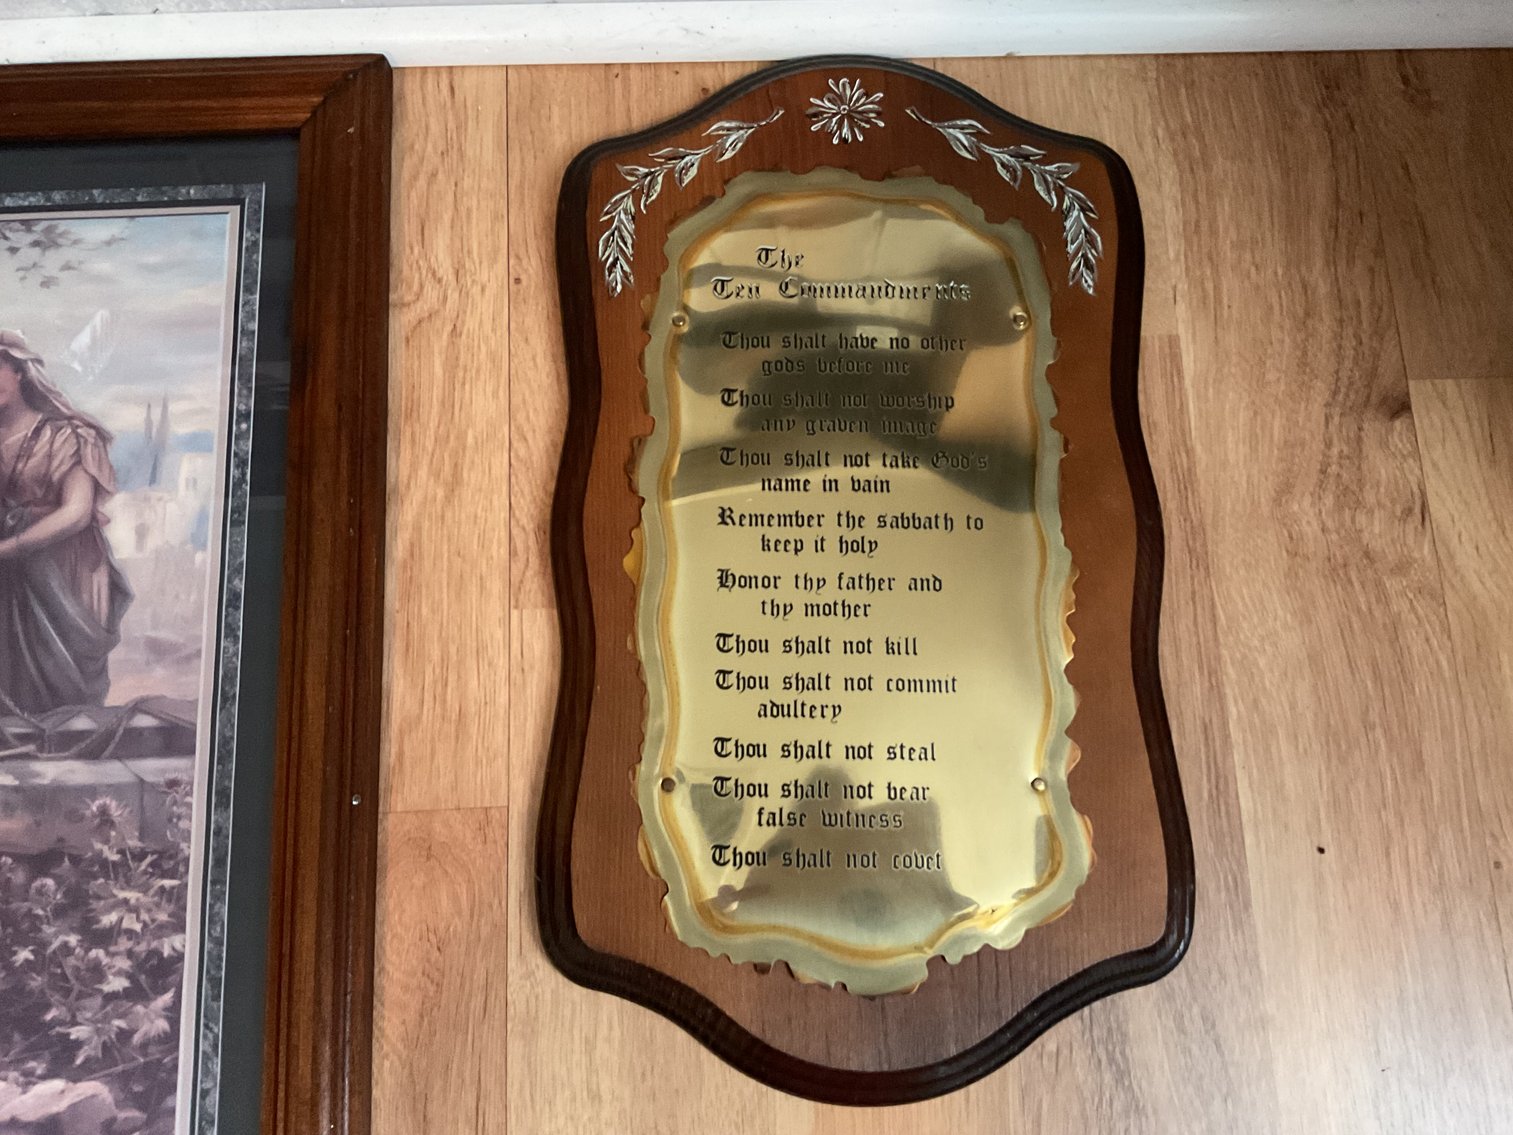 The
Ten Commandments
Thou shalt have no other
gods before me
Thou shalt not worship
any graven image
Thou shalt not take God's
name in vain
Remember the sabbath to
keep it holy
Honor thy father and
thy mother
Thou shalt not kill
Thou shalt not commit
adultery
Thou shalt not steal
Thou shalt not bear
false witness
Thou shalt not covet